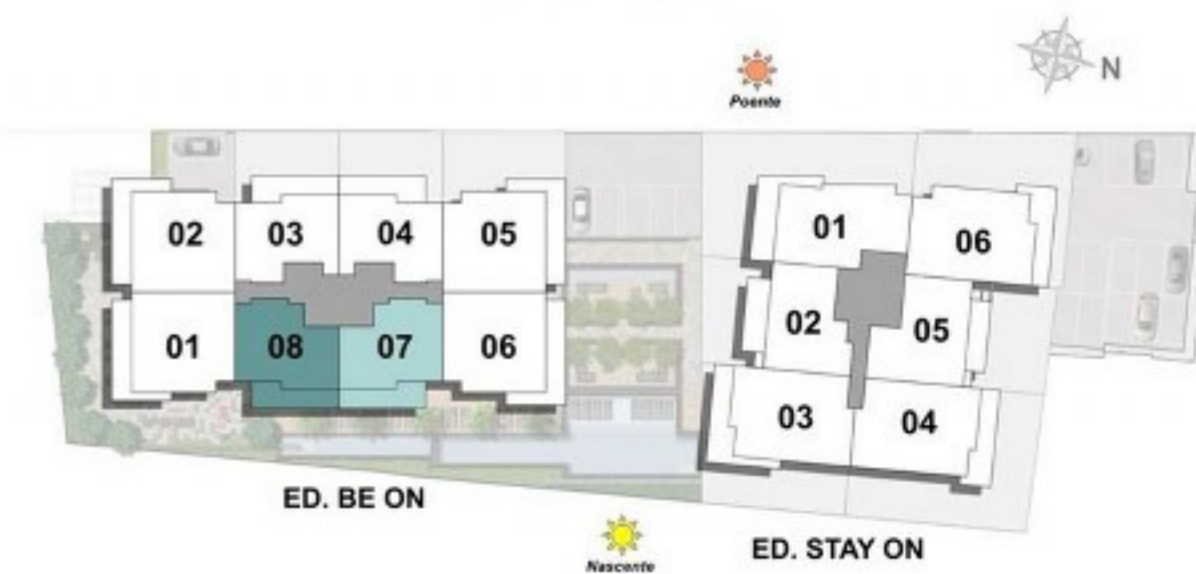 N
Poente
02 03 04 05
01 08 07 06
01 06
02 05
03 04
ED. BE ON
Nascente
ED. STAY ON